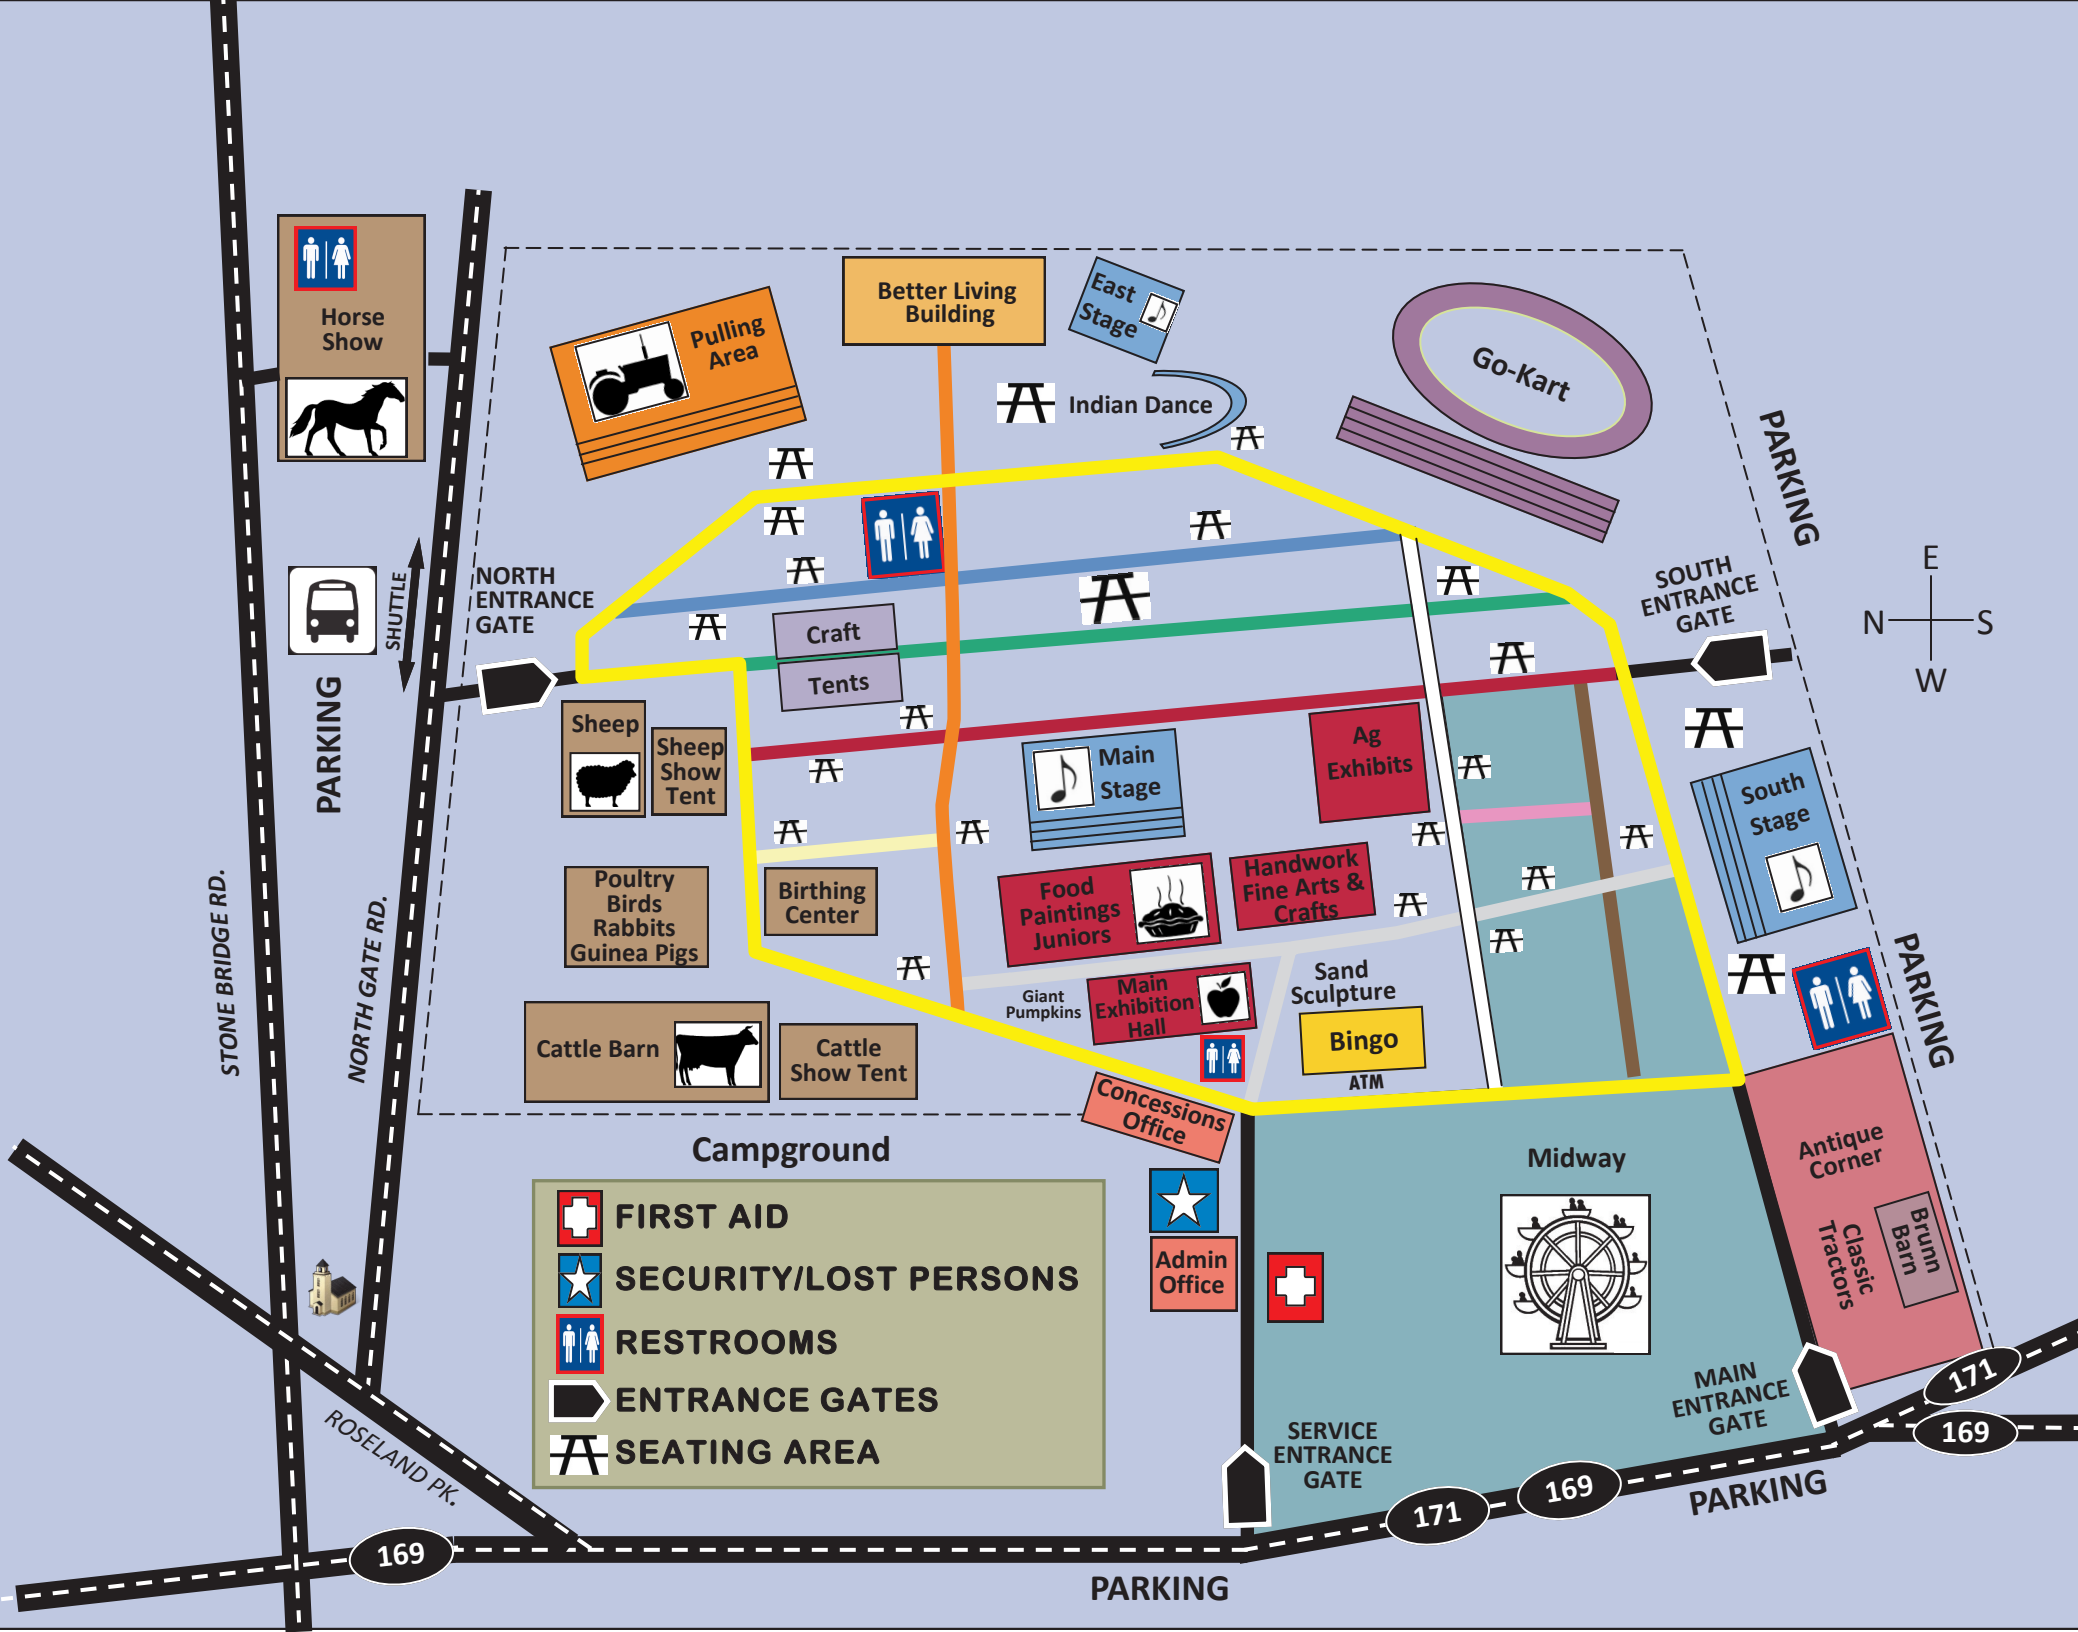 Horse
Show
Pulling
Area
Better Living
Building
East
Stage
Indian Dance
Go-Kart
PARKING
NORTH
ENTRANCE
GATE
SHUTTLE
PARKING
SOUTH
ENTRANCE
GATE
E
N
S
W
Craft
Tents
Sheep
Sheep
Show
Tent
Main
Stage
Ag
Exhibits
South
Stage
Poultry
Birds
Rabbits
Guinea Pigs
Birthing
Center
Food
Paintings
Juniors
Handwork
Fine Arts &
Crafts
STONE BRIDGE RD.
NORTH GATE RD.
Giant
Pumpkins
Main
Exhibition
Hall
Sand
Sculpture
Bingo
ATM
PARKING
Cattle Barn
Cattle
Show Tent
Concessions
Office
Campground
Midway
Antique
Corner
Classic
Tractors
Brunn
Barn
FIRST AID
SECURITY/LOST PERSONS
RESTROOMS
ENTRANCE GATES
SEATING AREA
Admin
Office
MAIN
ENTRANCE
GATE
SERVICE
ENTRANCE
GATE
ROSELAND PK.
171
169
169
171
169
PARKING
PARKING